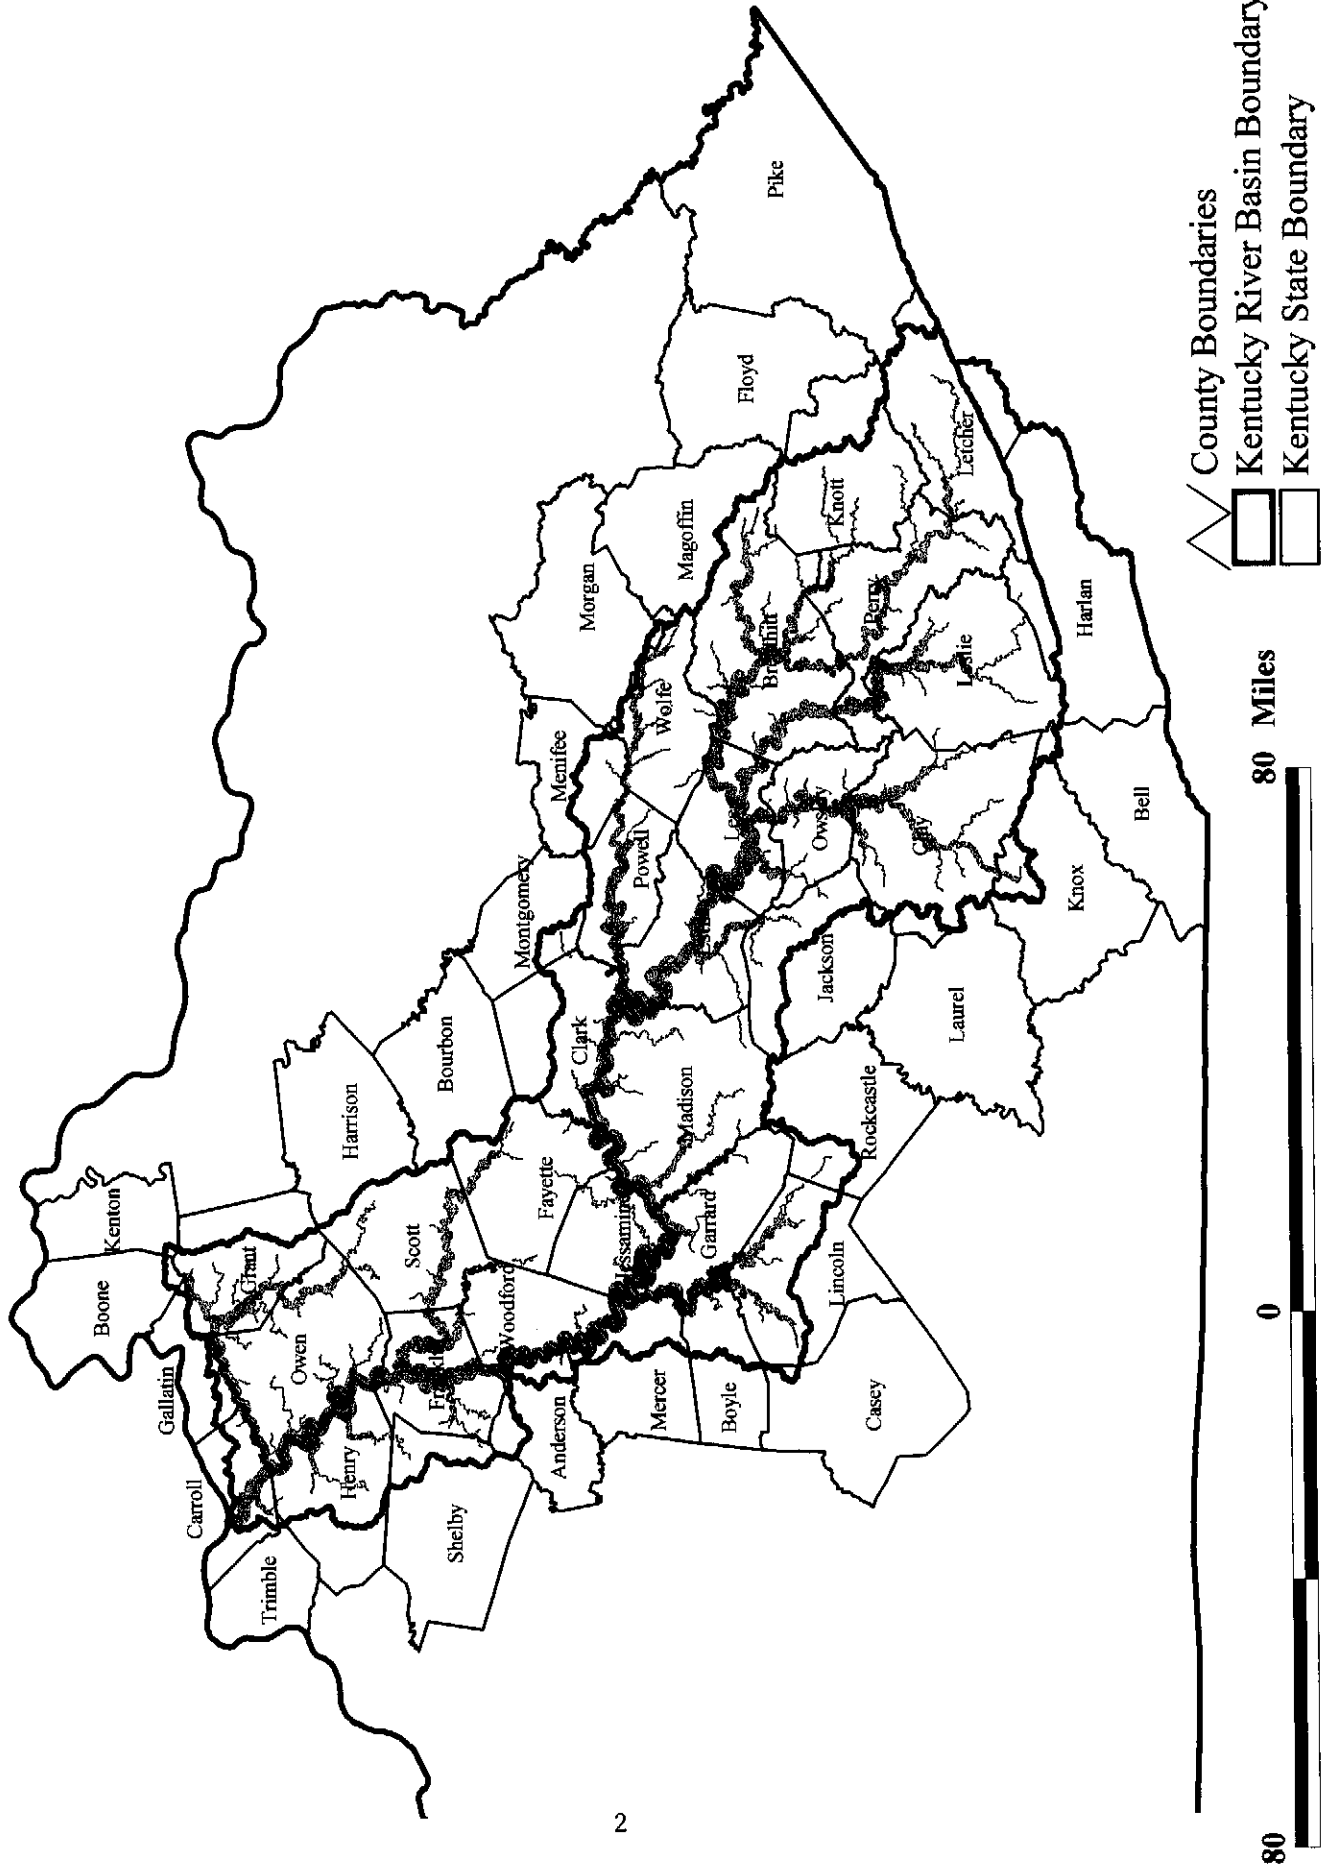 Boone
Kenton
Gallatin
Grant
Carroll
Owen
Harrison
Trimble
Henry
Scott
Bourbon
Shelby
Woodford
Fayette
Montgomery
Menifee
Morgan
Anderson
Clark
Powell
Wolfe
Magoffin
Floyd
Pike
Mercer
Jessamine
Madison
Boyle
Garrard
Owsley
Breathitt
Knott
Lincoln
Rockcastle
Jackson
Perry
Casey
Clay
Leslie
Letcher
Laurel
Knox
Harlan
Bell
County Boundaries
Kentucky River Basin Boundary
Kentucky State Boundary
80 0 80 Miles
2